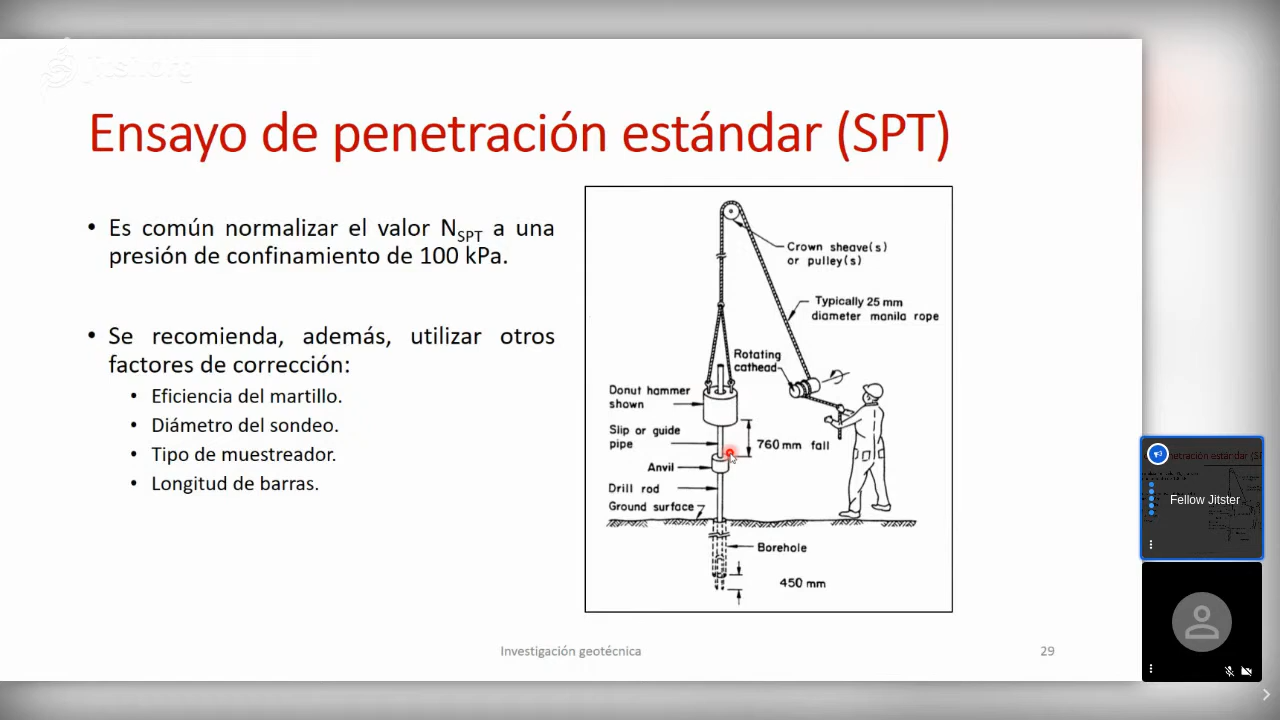 Jitsi.org
Ensayo de penetración estándar (SPT)
• Es común normalizar el valor NSPT a una
presión de confinamiento de 100 kPa.
• Se recomienda, además, utilizar otros
factores de corrección:
• Eficiencia del martillo.
• Diámetro del sondeo.
• Tipo de muestreador.
• Longitud de barras.
Crown sheave(s)
or pulley(s)
Typically 25 mm
diameter manila rope
Rotating
cathead
Donut hammer
shown
Slip or guide
pipe
760 mm fall
Anvil
Drill rod
Ground surface
Borehole
450 mm
Investigación geotécnica
29
Fellow Jitster